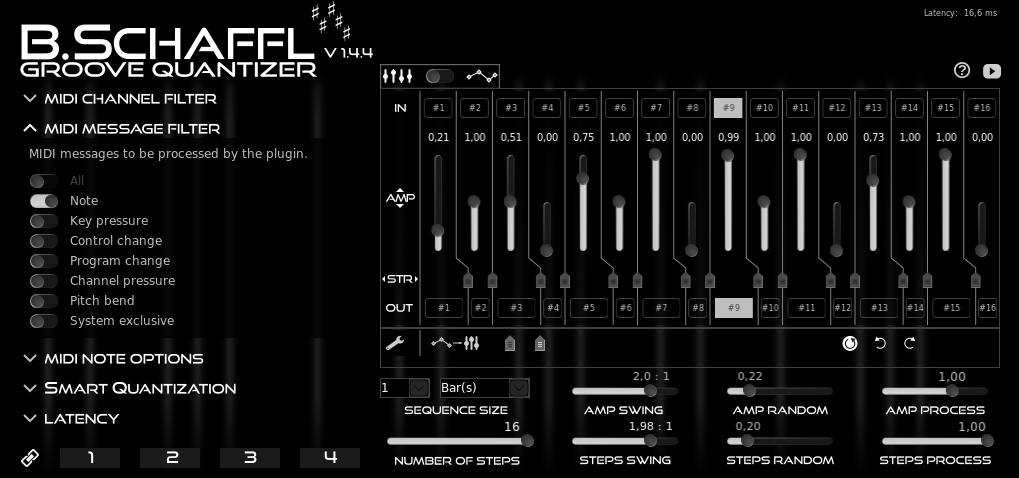 Latency: 16,6 ms
B.SCHAFFL
V 1.4.4
GROOVE QUANTIZER
MIDI CHANNEL FILTER
MIDI MESSAGE FILTER
MIDI messages to be processed by the plugin.
All
Note
Key pressure
Control change
Program change
Channel pressure
Pitch bend
System exclusive
MIDI NOTE OPTIONS
SMART QUANTIZATION
LATENCY
1 2 3 4
IN #1 #2 #3 #4 #5 #6 #7 #8 #9 #10 #11 #12 #13 #14 #15 #16
0,21 1,00 0,51 0,00 0,75 1,00 1,00 0,00 0,99 1,00 1,00 0,00 0,73 1,00 1,00 0,00
AMP
STR
OUT #1 #2 #3 #4 #5 #6 #7 #8 #9 #10 #11 #12 #13 #14 #15 #16
1 Bar(s) 2,0 : 1 0,22 1,00
SEQUENCE SIZE AMP SWING AMP RANDOM AMP PROCESS
16 1,98 : 1 0,20 1,00
NUMBER OF STEPS STEPS SWING STEPS RANDOM STEPS PROCESS